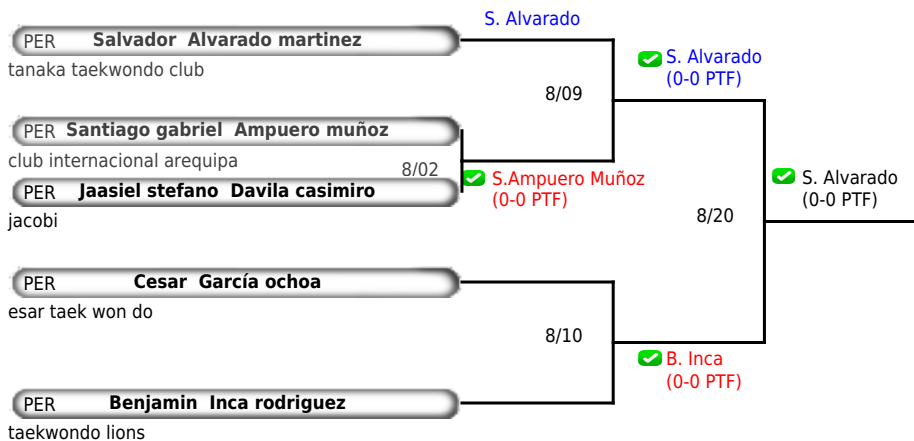 S. Alvarado
PER Salvador Alvarado martinez
tanaka taekwondo club
S. Alvarado
(0-0 PTF)
8/09
PER Santiago gabriel Ampuero muñoz
club internacional arequipa
8/02
S.Ampuero Muñoz
(0-0 PTF)
S. Alvarado
(0-0 PTF)
PER Jaasiel stefano Davila casimiro
jacobi
8/20
PER Cesar García ochoa
esar taek won do
8/10
B. Inca
(0-0 PTF)
PER Benjamin Inca rodriguez
taekwondo lions